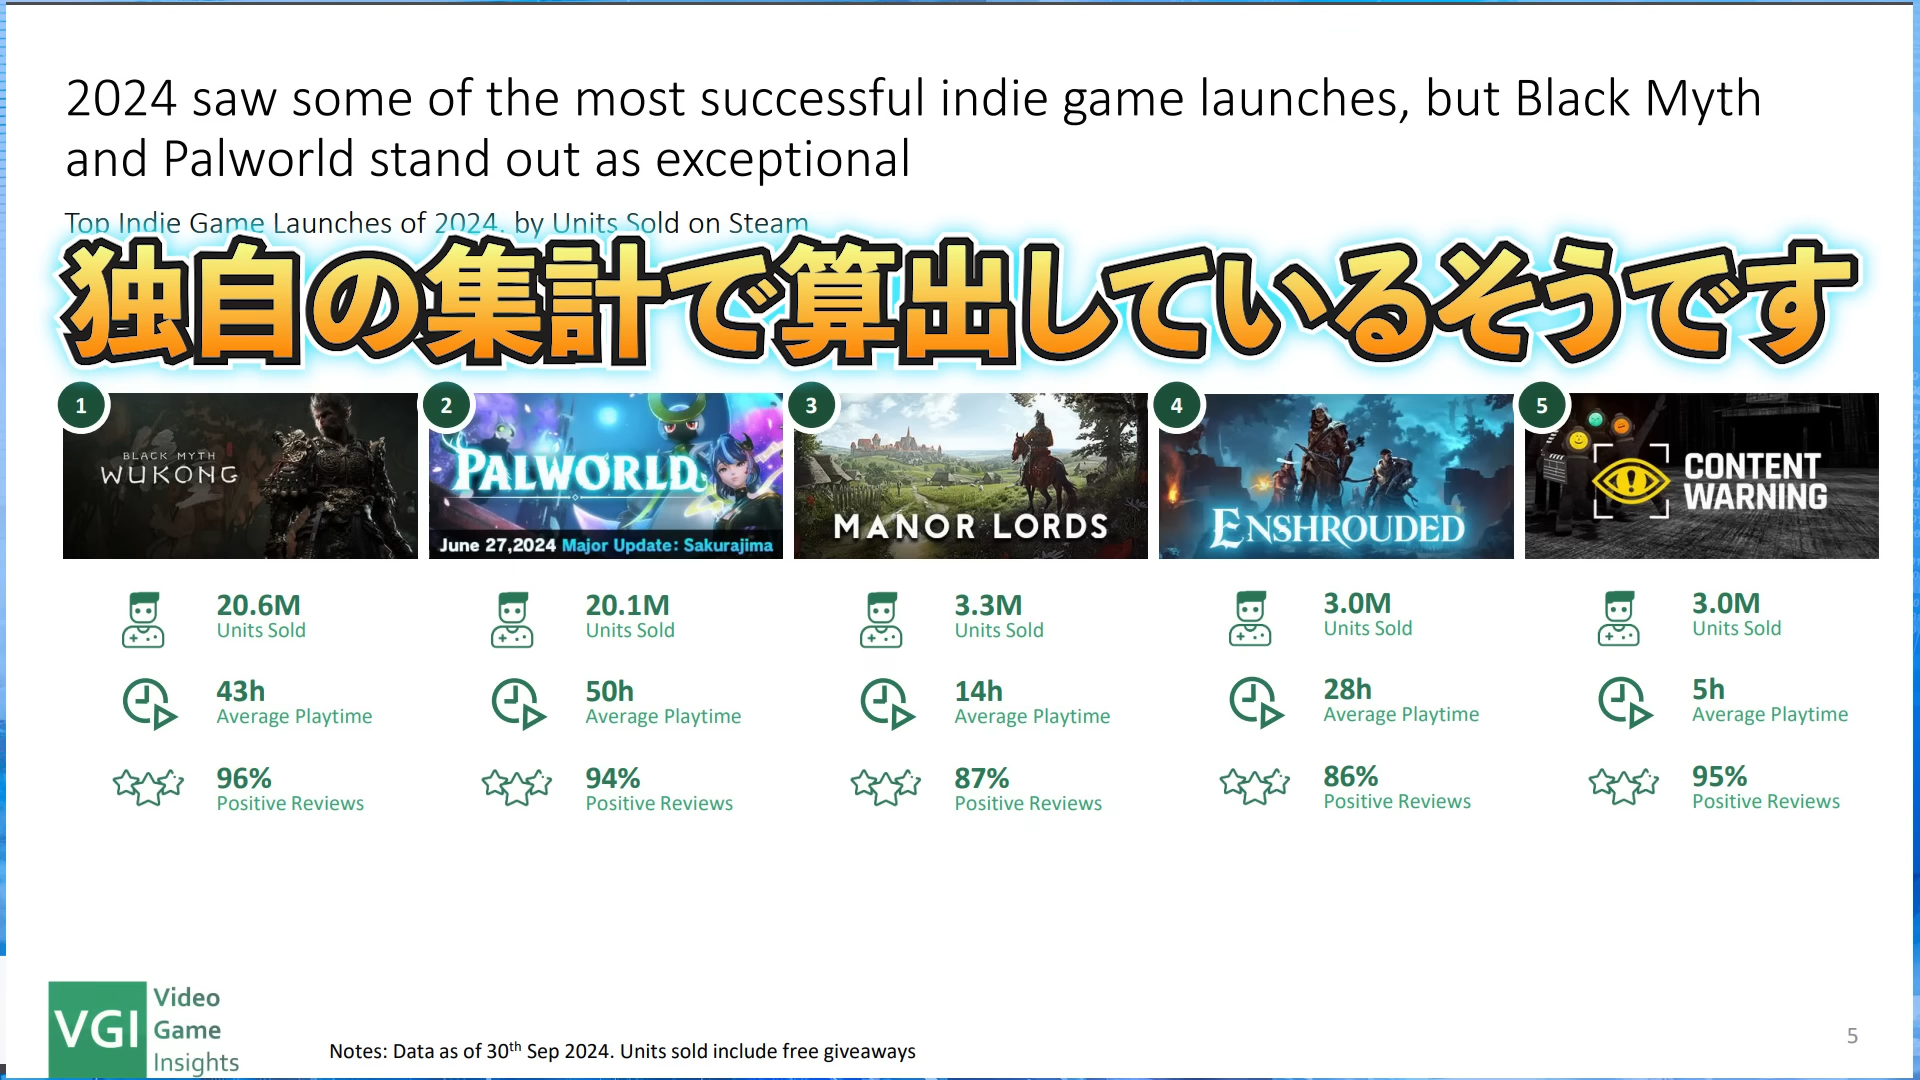 2024 saw some of the most successful indie game launches, but Black Myth
and Palworld stand out as exceptional
Top Indie Game Launches of 2024, by Units Sold on Steam
独自の集計で算出しているそうです
1
BLACK MYTH
WUKONG
2
PALWORLD
June 27,2024 Major Update: Sakurajima
3
MANOR LORDS
4
ENSHROUDED
5
CONTENT
WARNING
20.6M
Units Sold
43h
Average Playtime
96%
Positive Reviews
20.1M
Units Sold
50h
Average Playtime
94%
Positive Reviews
3.3M
Units Sold
14h
Average Playtime
87%
Positive Reviews
3.0M
Units Sold
28h
Average Playtime
86%
Positive Reviews
3.0M
Units Sold
5h
Average Playtime
95%
Positive Reviews
VGI
Video
Game
Insights
Notes: Data as of 30th Sep 2024. Units sold include free giveaways
5